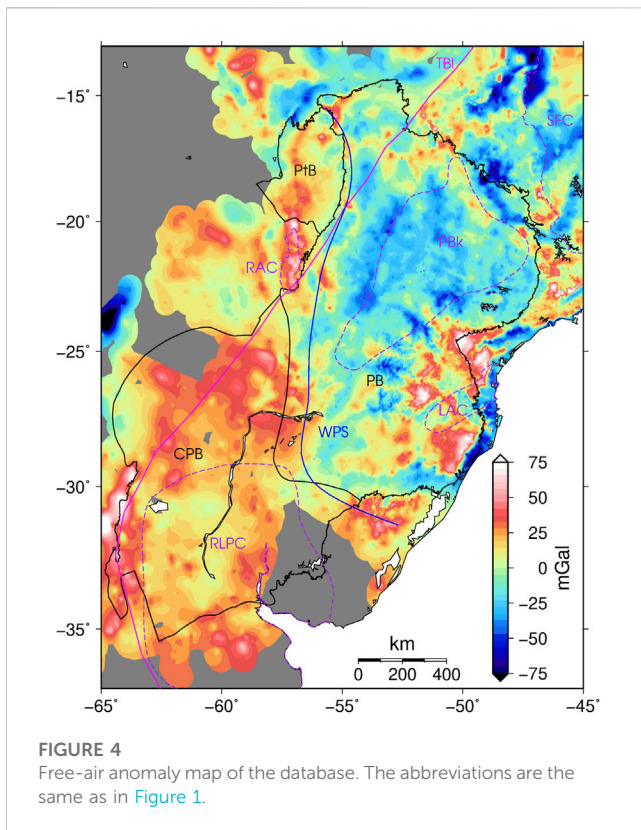 TBl
−15°
SFC
PtB
−20°
PBk
RAC
−25°
PB
LAC
CPB
WPS
−30°
RLPC
−35°
km
0 200 400
75
50
25
0
−25
−50
−75
mGal
−65° −60° −55° −50° −45°
FIGURE 4
Free-air anomaly map of the database. The abbreviations are the
same as in Figure 1.